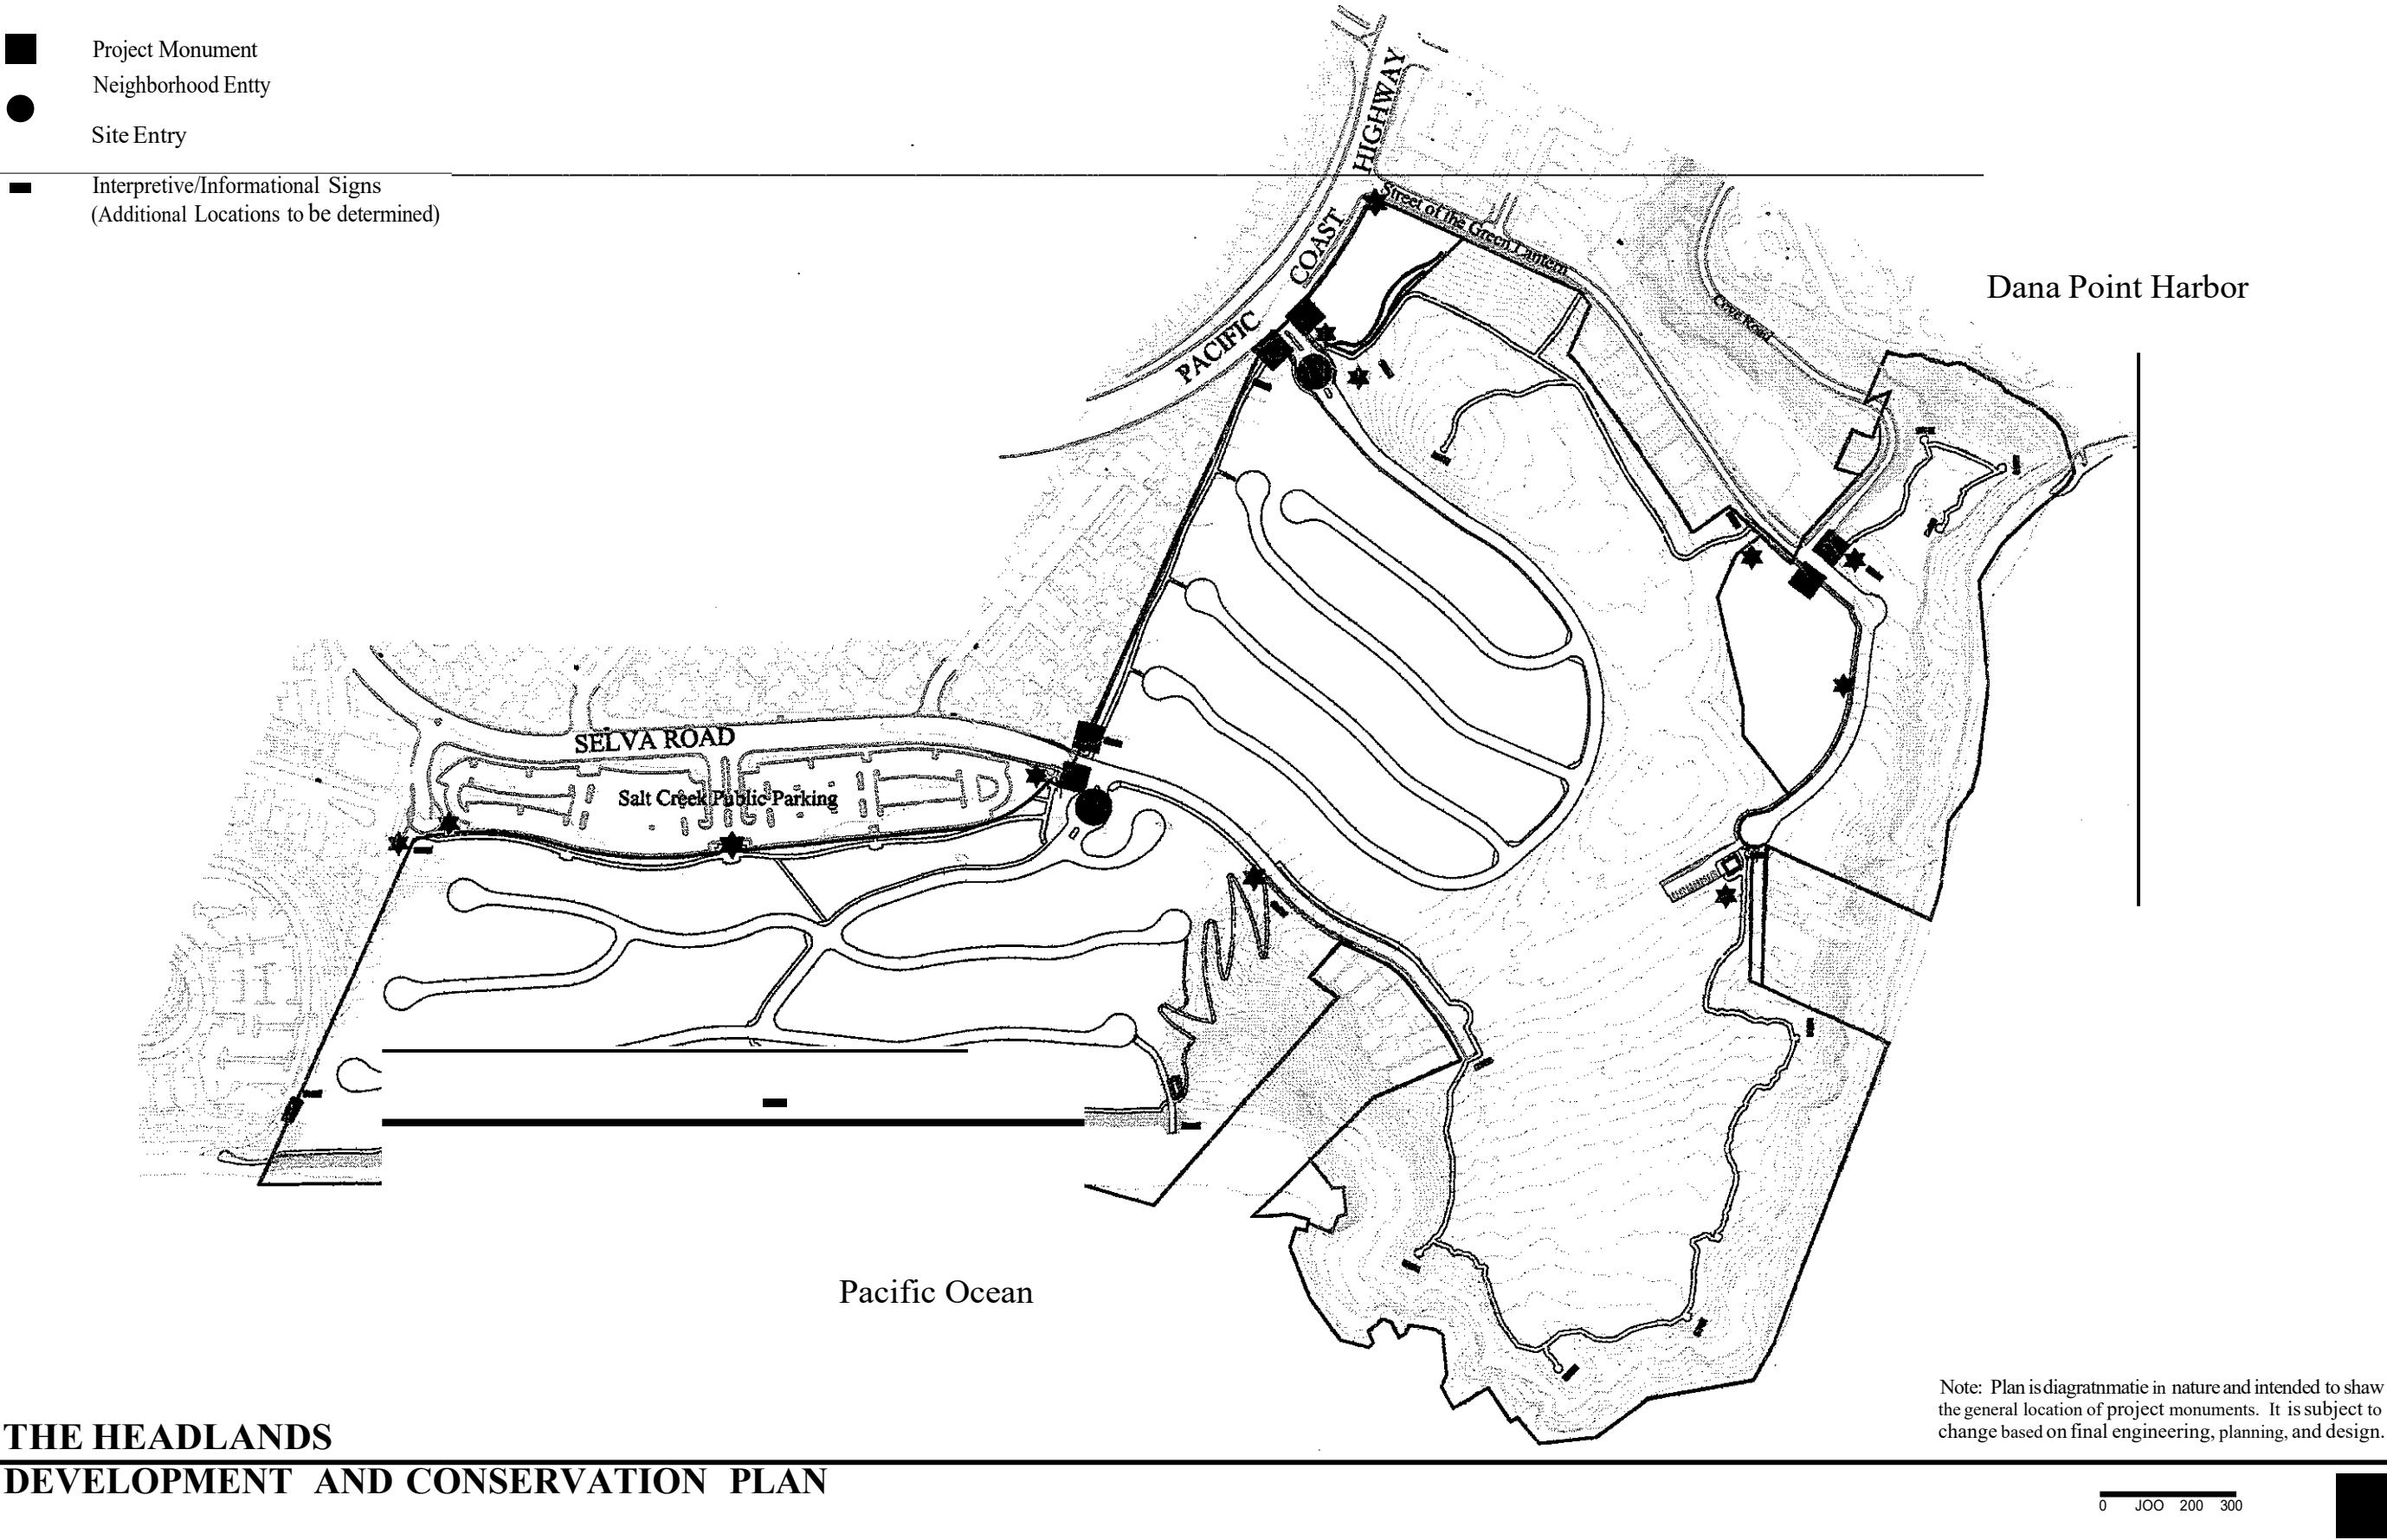 Project Monument
Neighborhood Entty
Site Entry
Interpretive/Informational Signs
(Additional Locations to be determined)
PACIFIC COAST HIGHWAY
Street of the Green Lantern
Cove Road
Dana Point Harbor
SELVA ROAD
Salt Creek Public Parking
Pacific Ocean
Note: Plan is diagratnmatie in nature and intended to shaw
the general location of project monuments. It is subject to
change based on final engineering, planning, and design.
THE HEADLANDS
DEVELOPMENT AND CONSERVATION PLAN
0 JOO 200 300